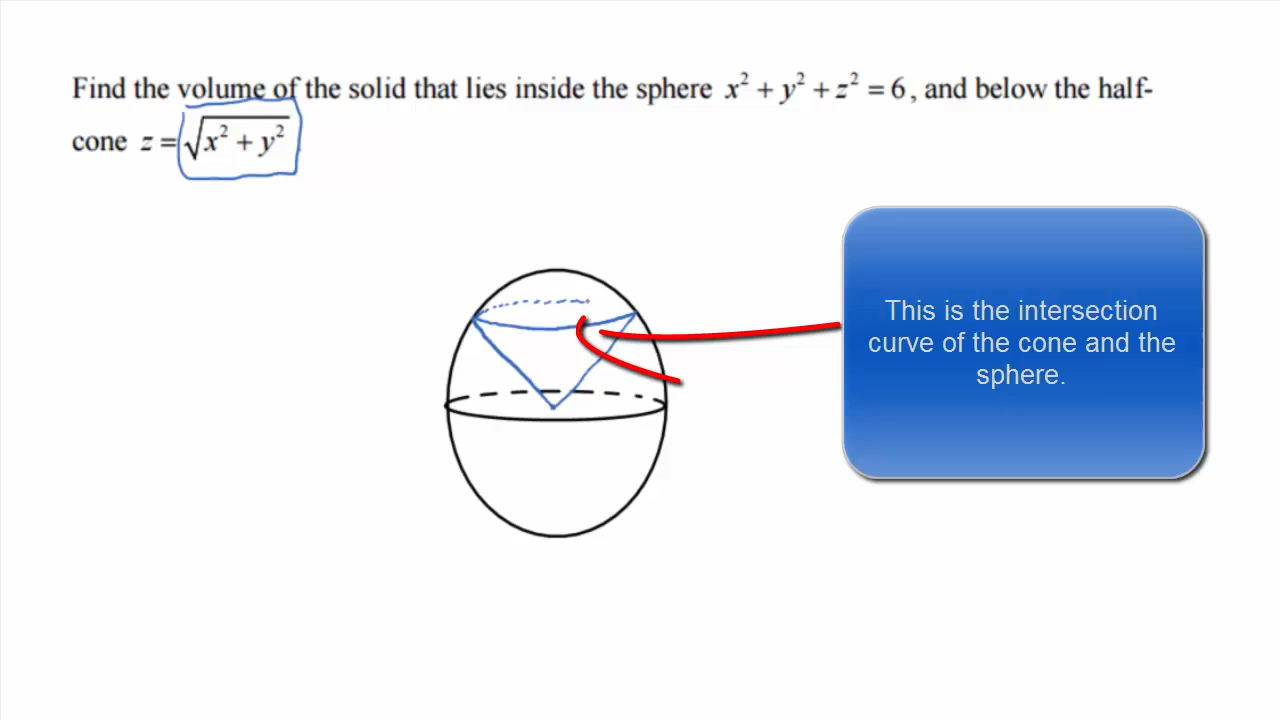 Find the volume of the solid that lies inside the sphere x² + y² + z² = 6, and below the half-
cone z = √(x² + y²)
This is the intersection
curve of the cone and the
sphere.